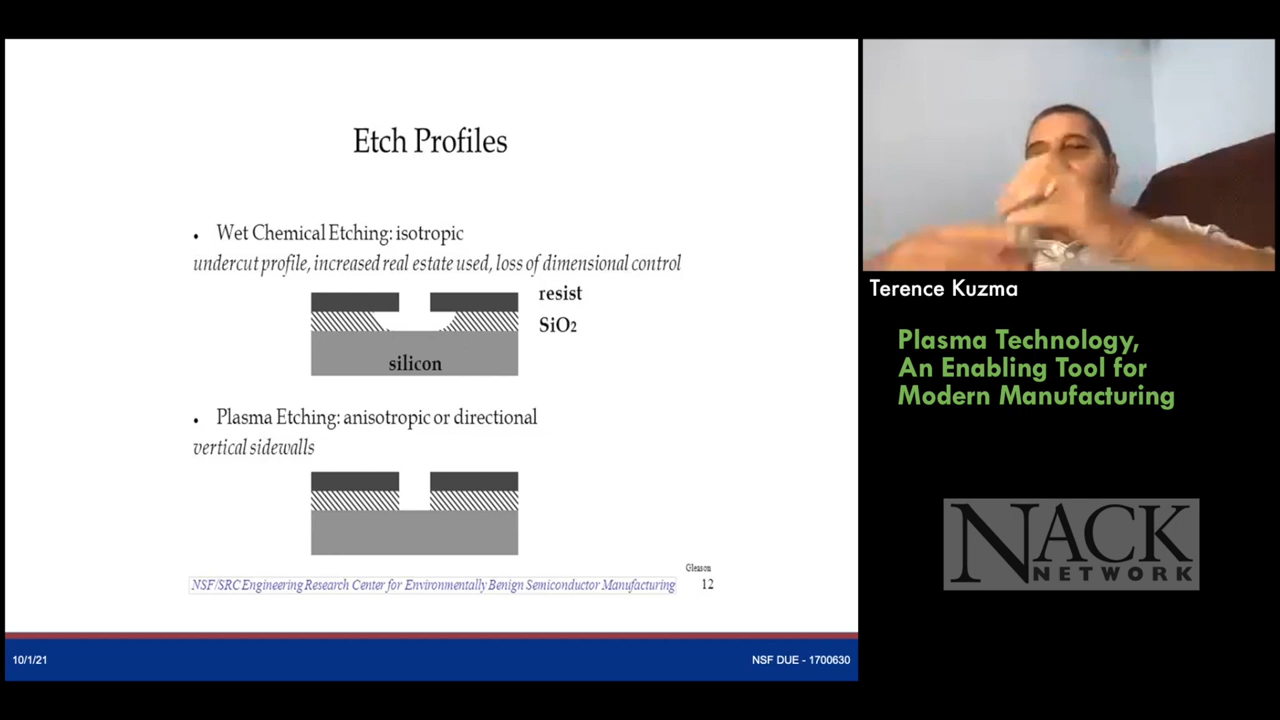 Etch Profiles
• Wet Chemical Etching: isotropic
undercut profile, increased real estate used, loss of dimensional control
resist
SiO2
silicon
• Plasma Etching: anisotropic or directional
vertical sidewalls
Gleason
NSF/SRC Engineering Research Center for Environmentally Benign Semiconductor Manufacturing
12
10/1/21
NSF DUE - 1700630
Terence Kuzma
Plasma Technology,
An Enabling Tool for
Modern Manufacturing
NACK
NETWORK